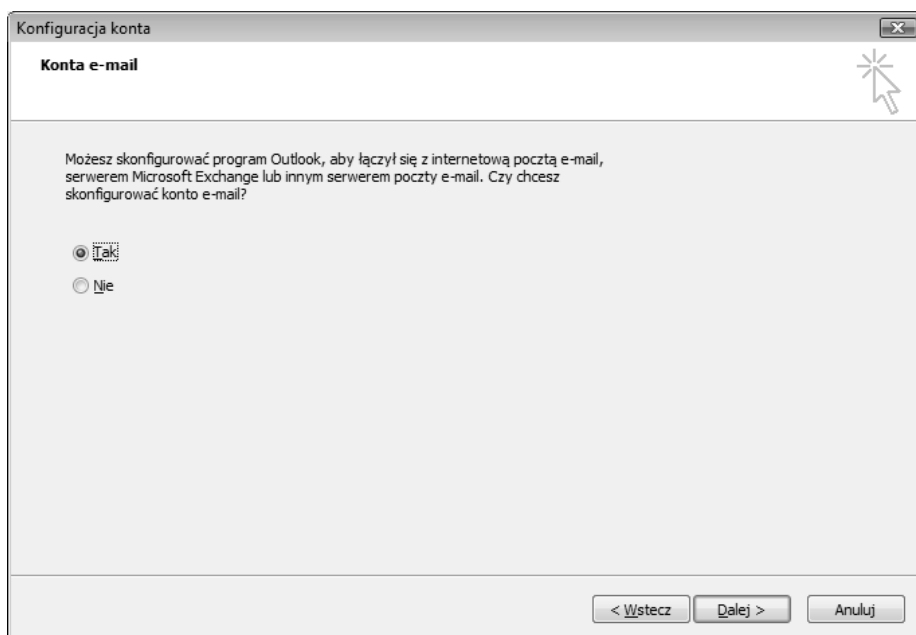 Konfiguracja konta
Konta e-mail
Możesz skonfigurować program Outlook, aby łączył się z internetową pocztą e-mail,
serwerem Microsoft Exchange lub innym serwerem poczty e-mail. Czy chcesz
skonfigurować konto e-mail?
Tak
Nie
< Wstecz Dalej > Anuluj